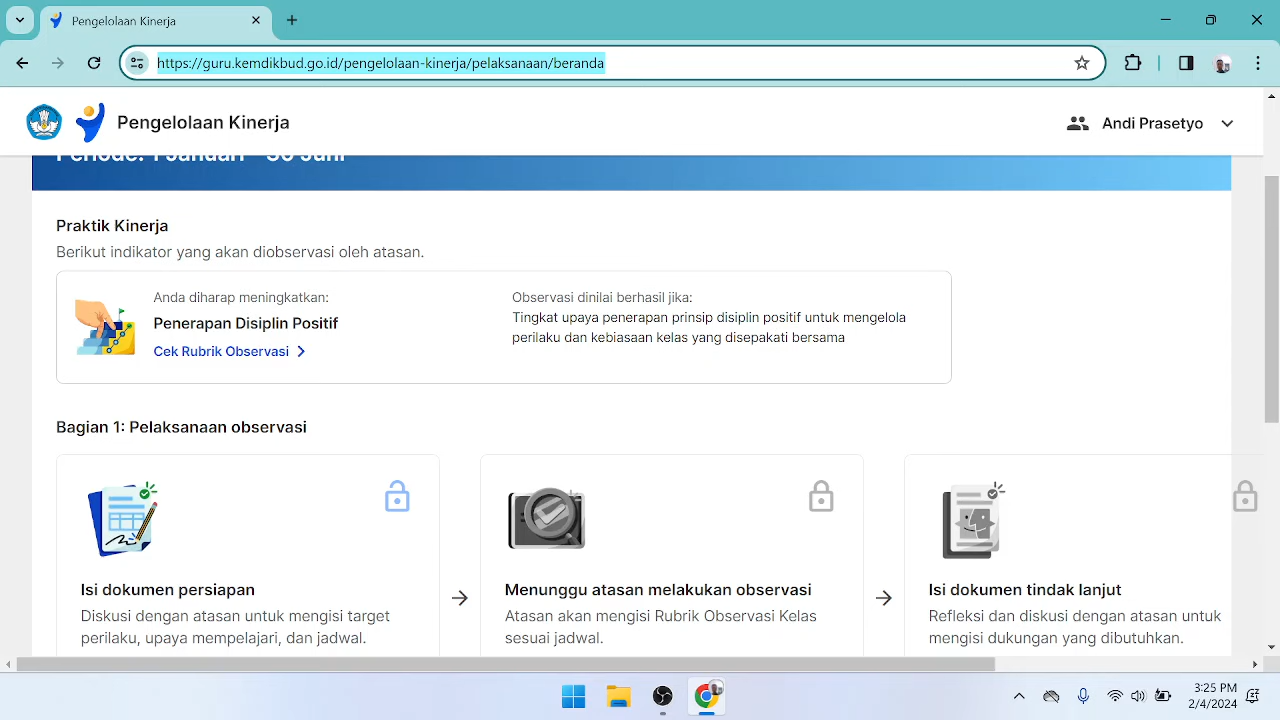 Pengelolaan Kinerja
https://guru.kemdikbud.go.id/pengelolaan-kinerja/pelaksanaan/beranda
Pengelolaan Kinerja
Andi Prasetyo
Periode: 1 Januari - 30 Juni
Praktik Kinerja
Berikut indikator yang akan diobservasi oleh atasan.
Anda diharap meningkatkan:
Penerapan Disiplin Positif
Cek Rubrik Observasi
Observasi dinilai berhasil jika:
Tingkat upaya penerapan prinsip disiplin positif untuk mengelola
perilaku dan kebiasaan kelas yang disepakati bersama
Bagian 1: Pelaksanaan observasi
Isi dokumen persiapan
Diskusi dengan atasan untuk mengisi target
perilaku, upaya mempelajari, dan jadwal.
Menunggu atasan melakukan observasi
Atasan akan mengisi Rubrik Observasi Kelas
sesuai jadwal.
Isi dokumen tindak lanjut
Refleksi dan diskusi dengan atasan untuk
mengisi dukungan yang dibutuhkan.
3:25 PM
2/4/2024